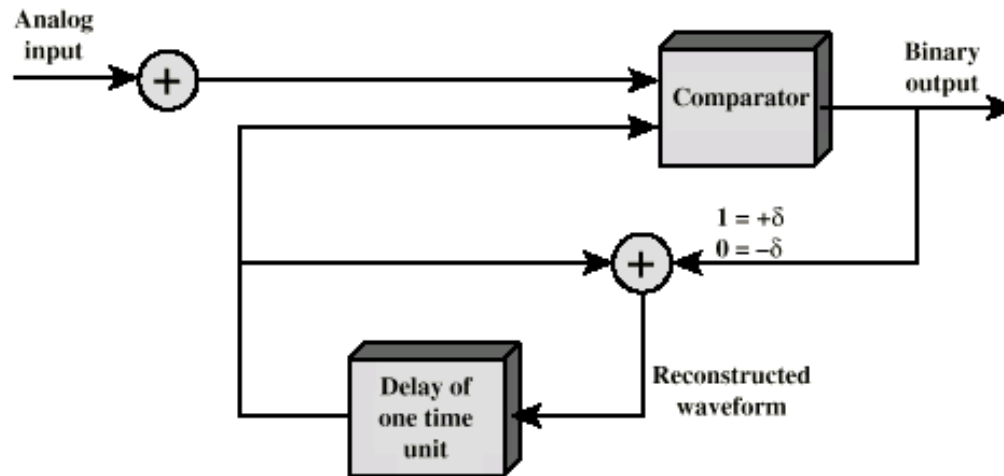 Analog
input
+
Comparator
Binary
output
1 = +δ
0 = −δ
+
Delay of
one time
unit
Reconstructed
waveform